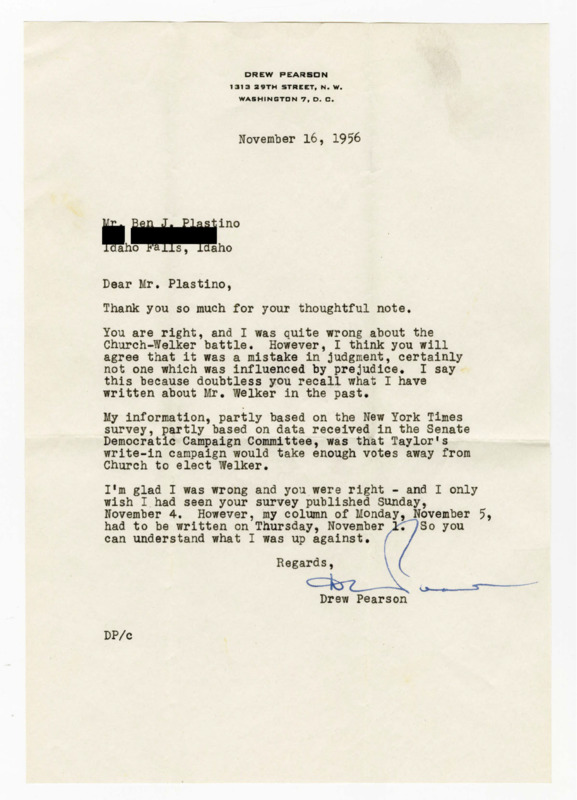 DREW PEARSON
1313 29TH STREET, N. W.
WASHINGTON 7, D. C.
November 16, 1956
Mr. Ben J. Plastino
Idaho Falls, Idaho
Dear Mr. Plastino,
Thank you so much for your thoughtful note.
You are right, and I was quite wrong about the
Church-Welker battle. However, I think you will
agree that it was a mistake in judgment, certainly
not one which was influenced by prejudice. I say
this because doubtless you recall what I have
written about Mr. Welker in the past.
My information, partly based on the New York Times
survey, partly based on data received in the Senate
Democratic Campaign Committee, was that Taylor's
write-in campaign would take enough votes away from
Church to elect Welker.
I'm glad I was wrong and you were right - and I only
wish I had seen your survey published Sunday,
November 4. However, my column of Monday, November 5,
had to be written on Thursday, November 1. So you
can understand what I was up against.
Regards,
Drew Pearson
DP/c